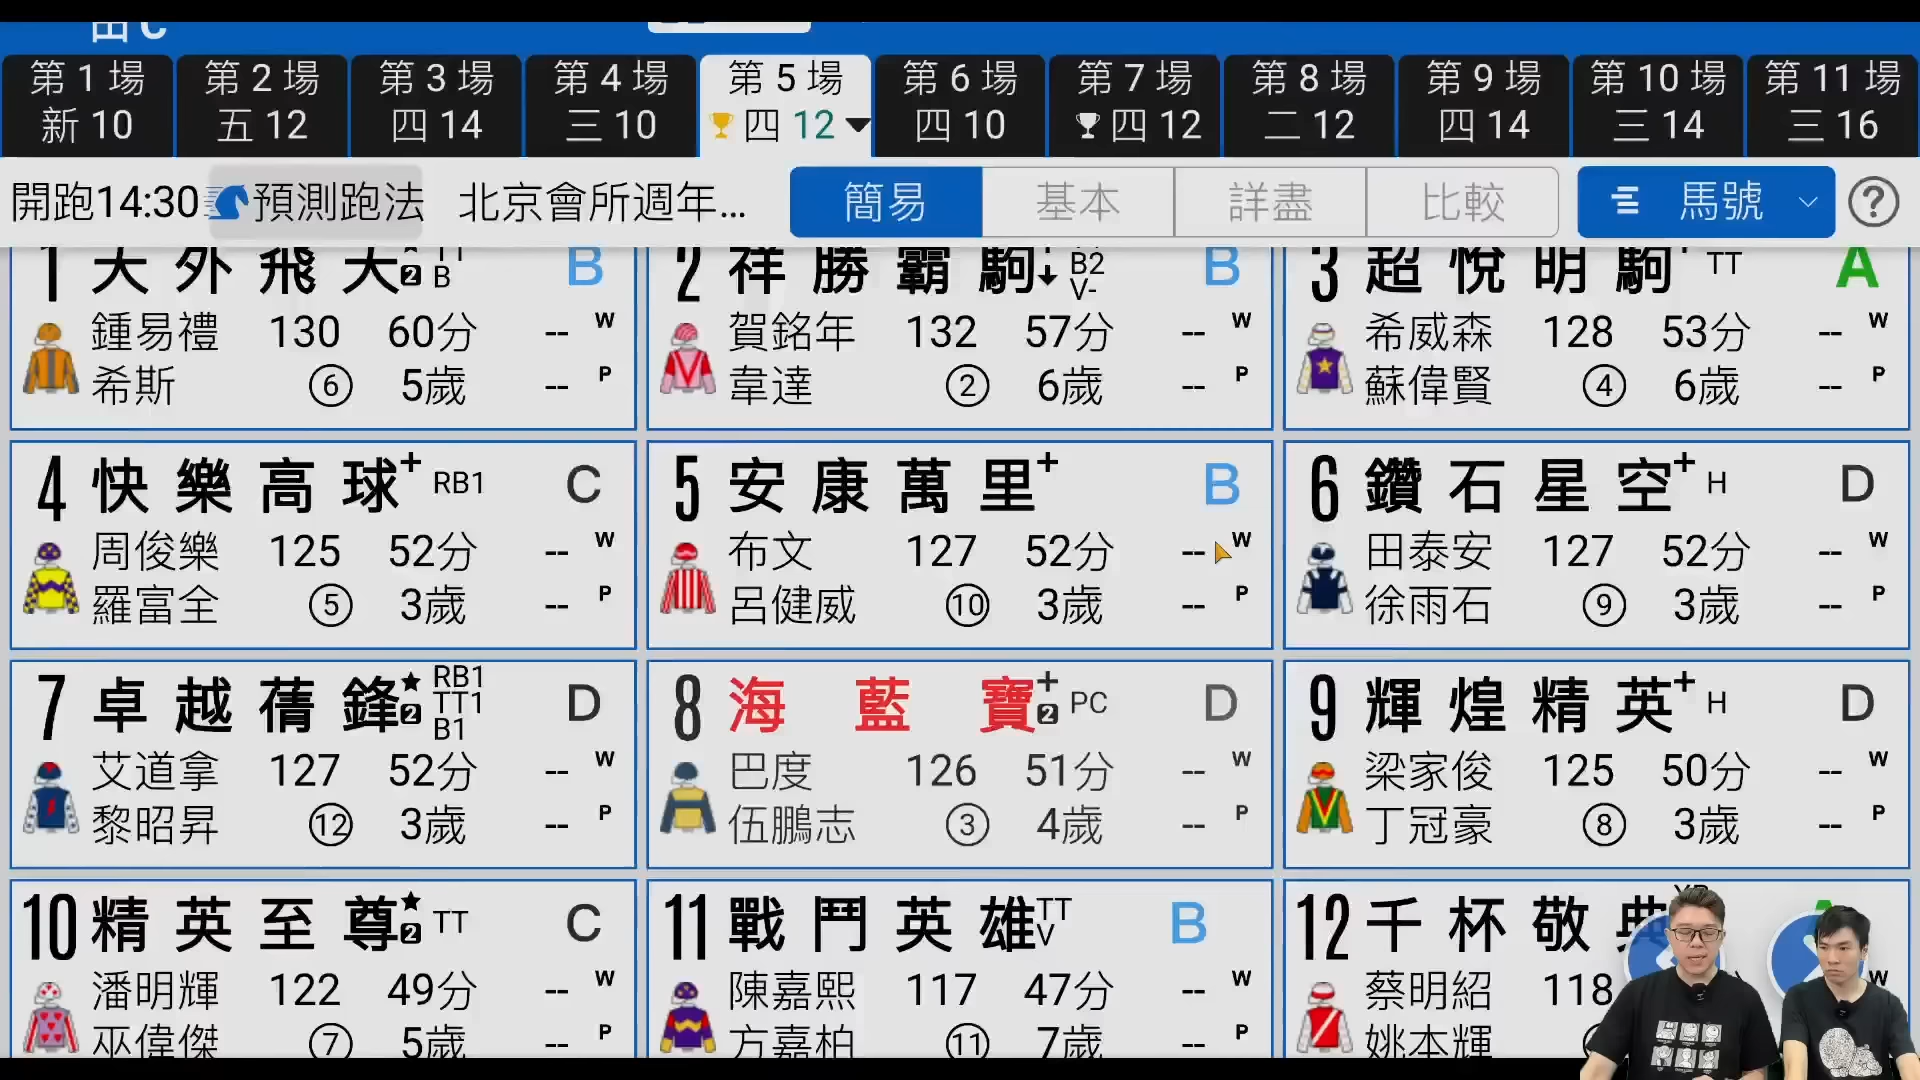 田 C
第 1 場 第 2 場 第 3 場 第 4 場 第 5 場 第 6 場 第 7 場 第 8 場 第 9 場 第 10 場 第 11 場
新 10 五 12 四 14 三 10 四 12 四 10 四 12 二 12 四 14 三 14 三 16
開跑14:30 預測跑法 北京會所週年... 簡易 基本 詳盡 比較 馬號 ?
1 天外飛天 2 TT B B
鍾易禮 130 60分 -- W
希斯 6 5歲 -- P
2 祥勝霸駒 B2 V- B
賀銘年 132 57分 -- W
韋達 2 6歲 -- P
3 超悅明駒+ TT A
希威森 128 53分 -- W
蘇偉賢 4 6歲 -- P
4 快樂高球+ RB1 C
周俊樂 125 52分 -- W
羅富全 5 3歲 -- P
5 安康萬里+ B
布文 127 52分 -- W
呂健威 10 3歲 -- P
6 鑽石星空+ H D
田泰安 127 52分 -- W
徐雨石 9 3歲 -- P
7 卓越蒨鋒★2 RB1 TT1 B1 D
艾道拿 127 52分 -- W
黎昭昇 12 3歲 -- P
8 海藍寶+2 PC D
巴度 126 51分 -- W
伍鵬志 3 4歲 -- P
9 輝煌精英+ H D
梁家俊 125 50分 -- W
丁冠豪 8 3歲 -- P
10 精英至尊★2 TT C
潘明輝 122 49分 -- W
巫偉傑 7 5歲 -- P
11 戰鬥英雄 TT V B
陳嘉熙 117 47分 -- W
方嘉柏 11 7歲 -- P
12 千杯敬典
蔡明紹 118 W
姚本輝